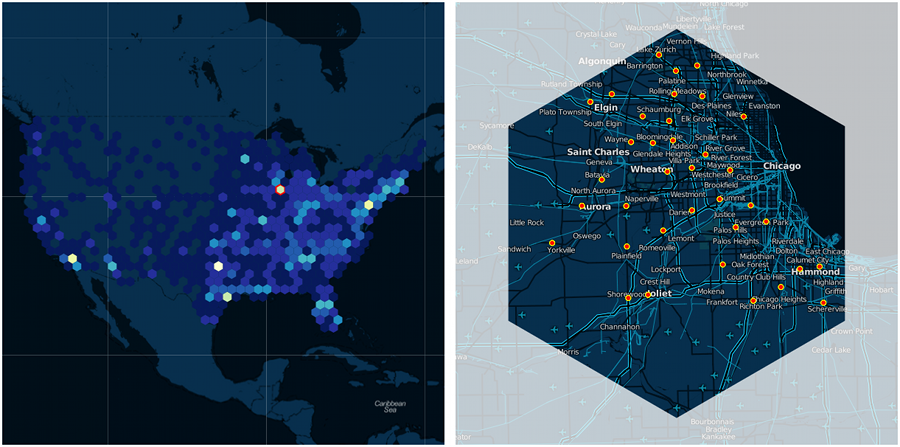 Caribbean
Sea
North Chicago
Libertyville
Wauconda
Mundelein
Lake Forest
Crystal Lake
Cary
Vernon Hills
Lake Zurich
Highland Park
Algonquin
Barrington
Northbrook
Palatine
Winnetka
Rutland Township
Rolling Meadows
Glenview
Elgin
Des Plaines
Evanston
Plato Township
Schaumburg
Niles
South Elgin
Elk Grove
Sycamore
Wayne
Bloomingdale
Schiller Park
DeKalb
Addison
River Grove
Saint Charles
Glendale Heights
River Forest
Geneva
Villa Park
Maywood
Chicago
Batavia
Wheaton
Westchester
Cicero
North Aurora
Brookfield
Naperville
Westmont
Summit
Aurora
Darien
Justice
Little Rock
Evergreen Park
Oswego
Lemont
Palos Hills
Sandwich
Romeoville
Palos Heights
Riverdale
Yorkville
Plainfield
Midlothian
Dolton
East Chicago
Leland
Lockport
Oak Forest
Calumet City
Gary
Hammond
Crest Hill
Country Club Hills
Highland
Hobart
Shorewood
Joliet
Mokena
Griffith
Frankfort
Chicago Heights
Richton Park
Schererville
Channahon
Crown Point
Morris
Cedar Lake
Bourbonnais
Bradley
Kankakee